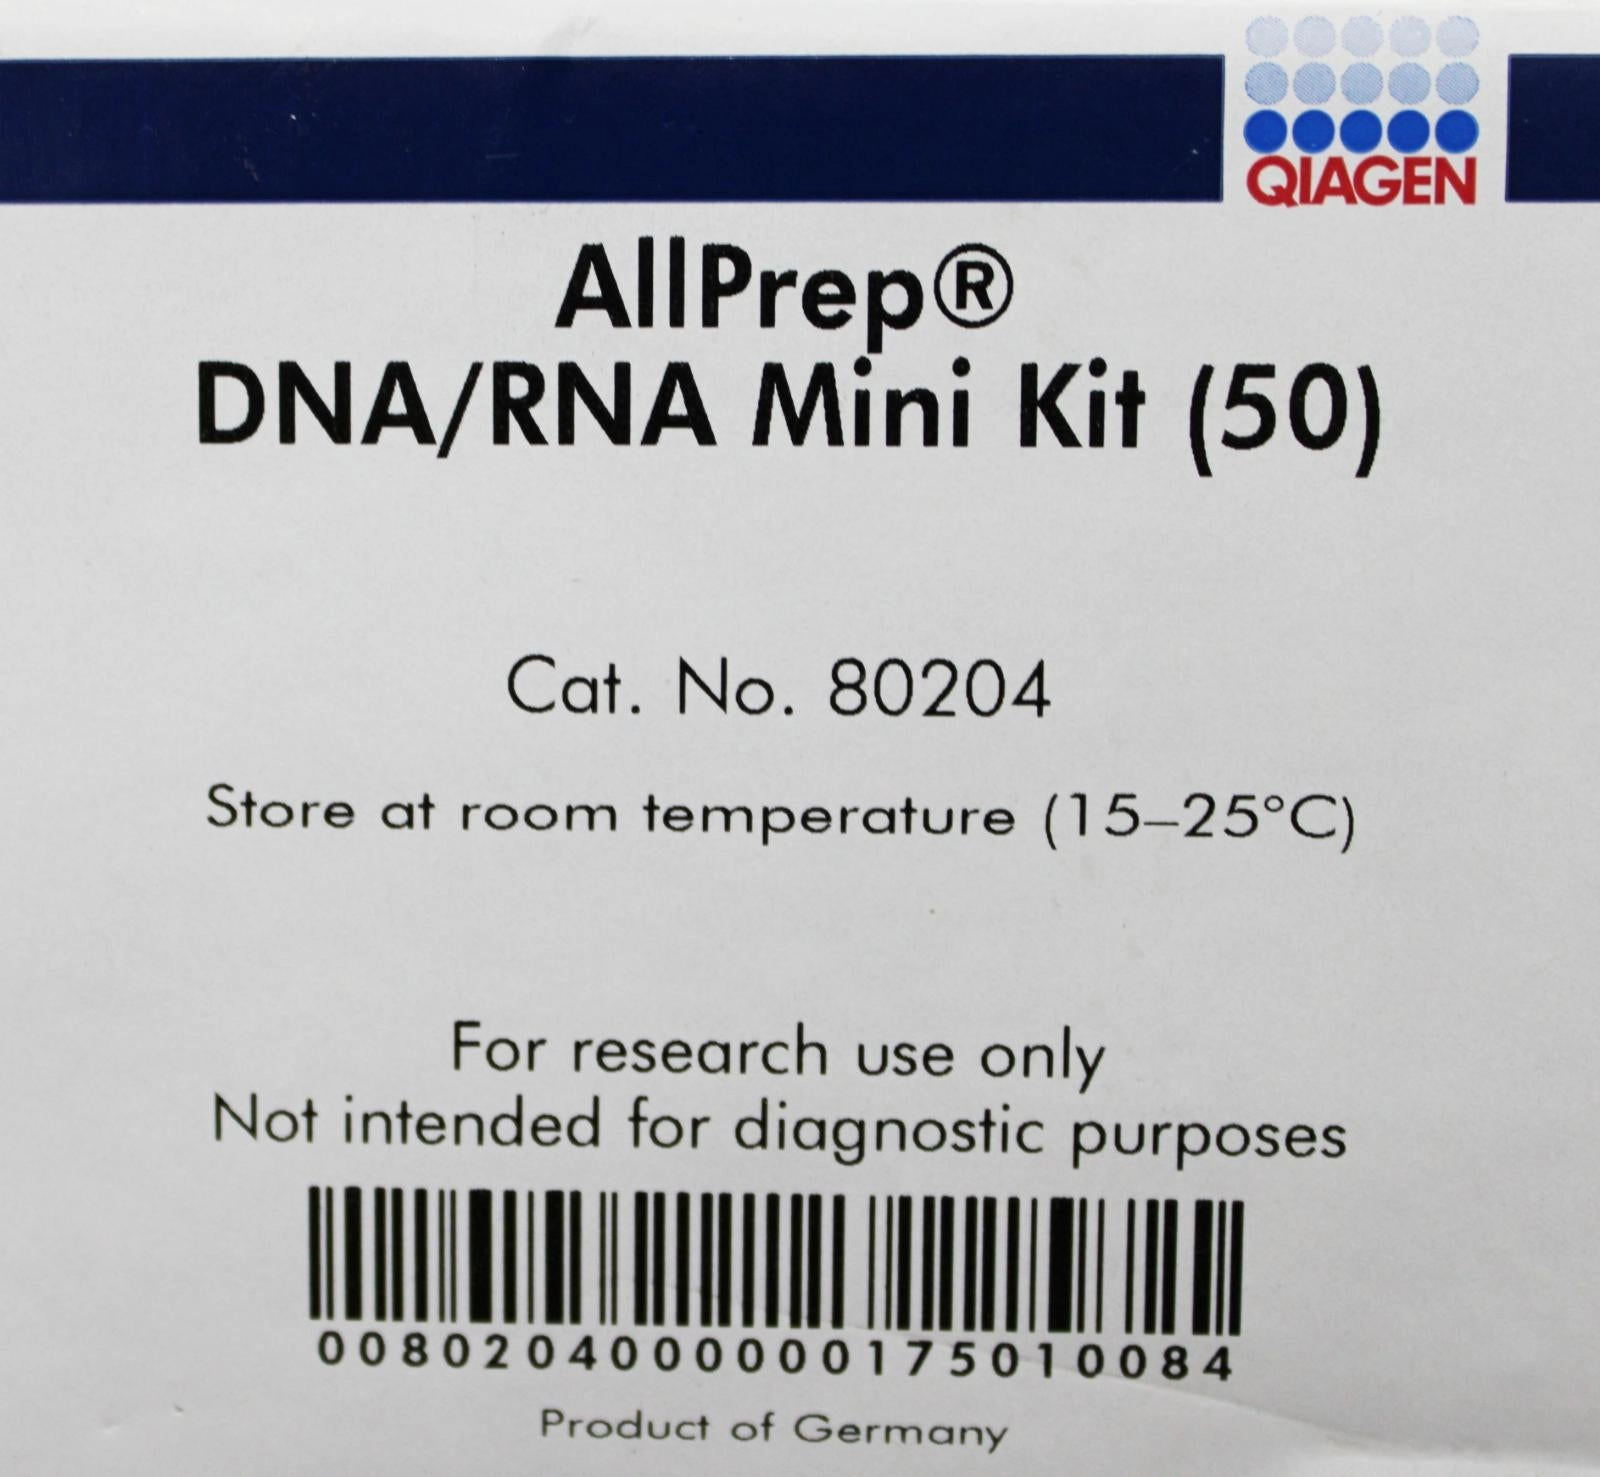 QIAGEN
AllPrep®
DNA/RNA Mini Kit (50)
Cat. No. 80204
Store at room temperature (15–25°C)
For research use only
Not intended for diagnostic purposes
0080204000000175010084
Product of Germany